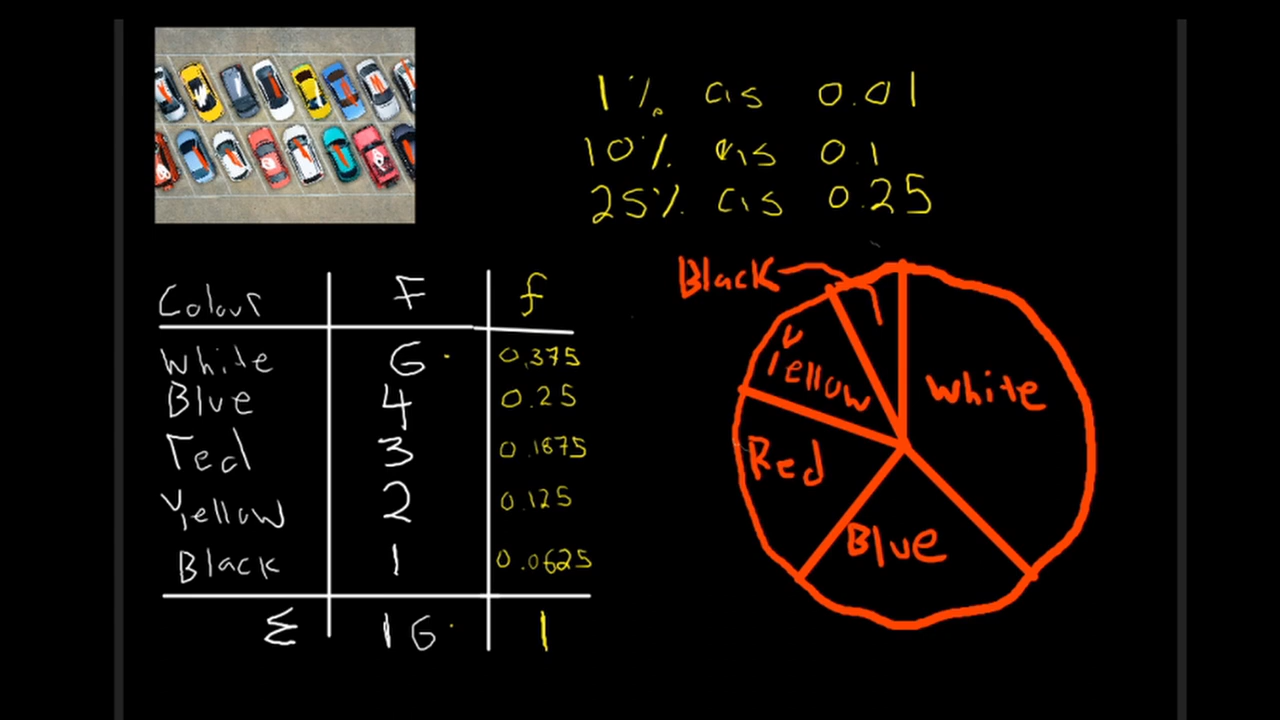 1% as 0.01
10% as 0.1
25% as 0.25
Colour F f
White 6 0.375
Blue 4 0.25
red 3 0.1875
Yellow 2 0.125
Black 1 0.0625
Σ 16 1
Black
White
Yellow
Red
Blue